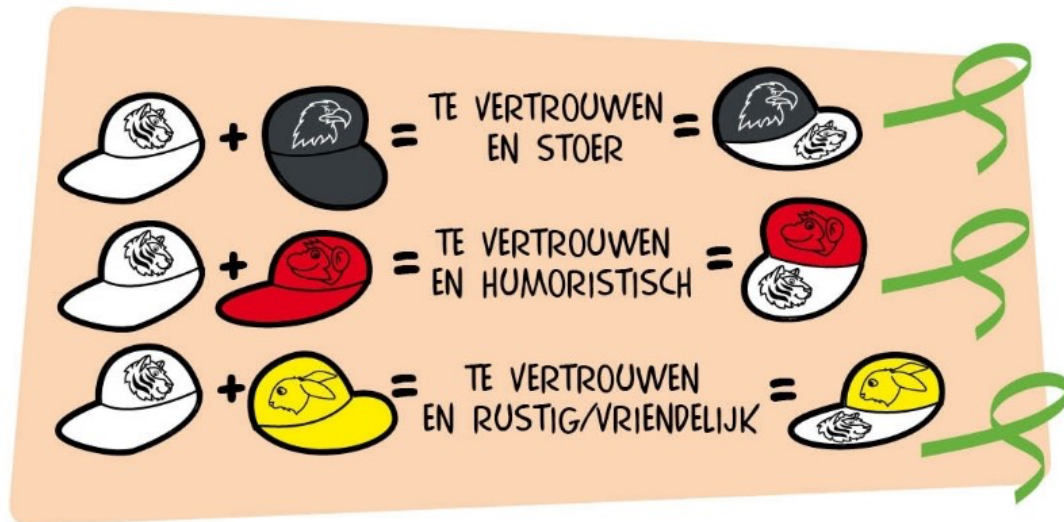 + = TE VERTROUWEN
EN STOER =
+ = TE VERTROUWEN
EN HUMORISTISCH =
+ = TE VERTROUWEN
EN RUSTIG/VRIENDELIJK =